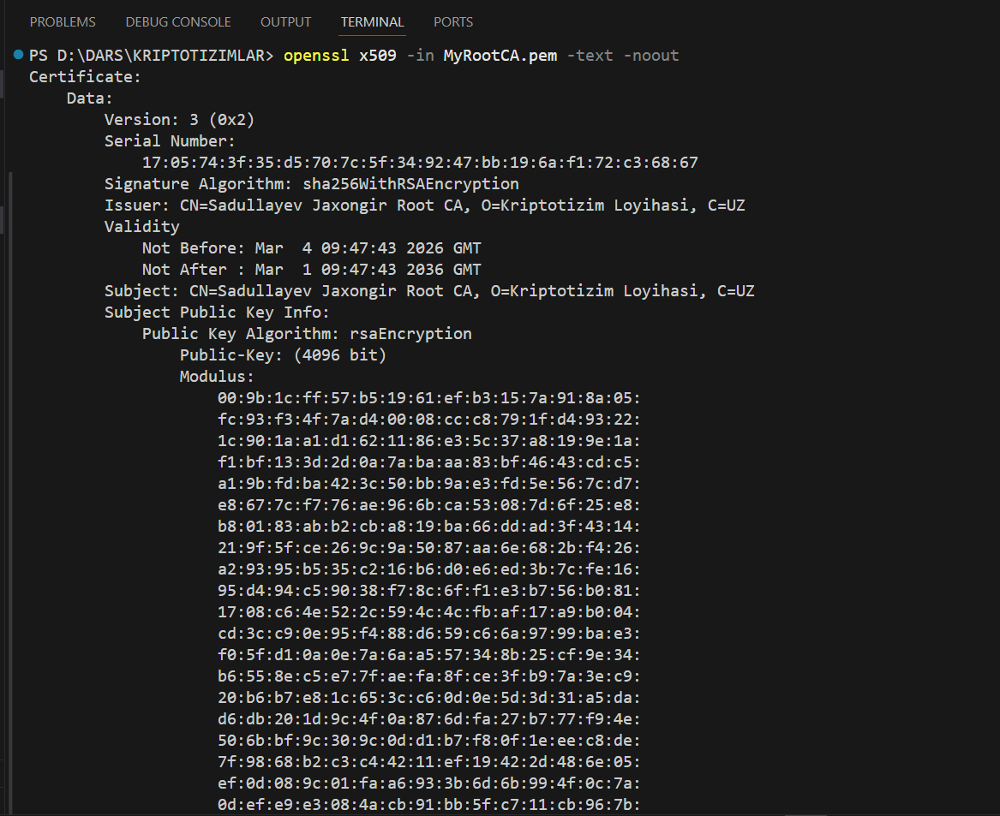 PROBLEMS DEBUG CONSOLE OUTPUT TERMINAL PORTS
PS D:\DARS\KRIPTOTIZIMLAR> openssl x509 -in MyRootCA.pem -text -noout
Certificate:
    Data:
        Version: 3 (0x2)
        Serial Number:
            17:05:74:3f:35:d5:70:7c:5f:34:92:47:bb:19:6a:f1:72:c3:68:67
        Signature Algorithm: sha256WithRSAEncryption
        Issuer: CN=Sadullayev Jaxongir Root CA, O=Kriptotizim Loyihasi, C=UZ
        Validity
            Not Before: Mar  4 09:47:43 2026 GMT
            Not After : Mar  1 09:47:43 2036 GMT
        Subject: CN=Sadullayev Jaxongir Root CA, O=Kriptotizim Loyihasi, C=UZ
        Subject Public Key Info:
            Public Key Algorithm: rsaEncryption
                Public-Key: (4096 bit)
                Modulus:
                    00:9b:1c:ff:57:b5:19:61:ef:b3:15:7a:91:8a:05:
                    fc:93:f3:4f:7a:d4:00:08:cc:c8:79:1f:d4:93:22:
                    1c:90:1a:a1:d1:62:11:86:e3:5c:37:a8:19:9e:1a:
                    f1:bf:13:3d:2d:0a:7a:ba:aa:83:bf:46:43:cd:c5:
                    a1:9b:fd:ba:42:3c:50:bb:9a:e3:fd:5e:56:7c:d7:
                    e8:67:7c:f7:76:ae:96:6b:ca:53:08:7d:6f:25:e8:
                    b8:01:83:ab:b2:cb:a8:19:ba:66:dd:ad:3f:43:14:
                    21:9f:5f:ce:26:9c:9a:50:87:aa:6e:68:2b:f4:26:
                    a2:93:95:b5:35:c2:16:b6:d0:e6:ed:3b:7c:fe:16:
                    95:d4:94:c5:90:38:f7:8c:6f:f1:e3:b7:56:b0:81:
                    17:08:c6:4e:52:2c:59:4c:4c:fb:af:17:a9:b0:04:
                    cd:3c:c9:0e:95:f4:88:d6:59:c6:6a:97:99:ba:e3:
                    f0:5f:d1:0a:0e:7a:6a:a5:57:34:8b:25:cf:9e:34:
                    b6:55:8e:c5:e7:7f:ae:fa:8f:ce:3f:b9:7a:3e:c9:
                    20:b6:b7:e8:1c:65:3c:c6:0d:0e:5d:3d:31:a5:da:
                    d6:db:20:1d:9c:4f:0a:87:6d:fa:27:b7:77:f9:4e:
                    50:6b:bf:9c:30:9c:0d:d1:b7:f8:0f:1e:ee:c8:de:
                    7f:98:68:b2:c3:c4:42:11:ef:19:42:2d:48:6e:05:
                    ef:0d:08:9c:01:fa:a6:93:3b:6d:6b:99:4f:0c:7a:
                    0d:ef:e9:e3:08:4a:cb:91:bb:5f:c7:11:cb:96:7b: